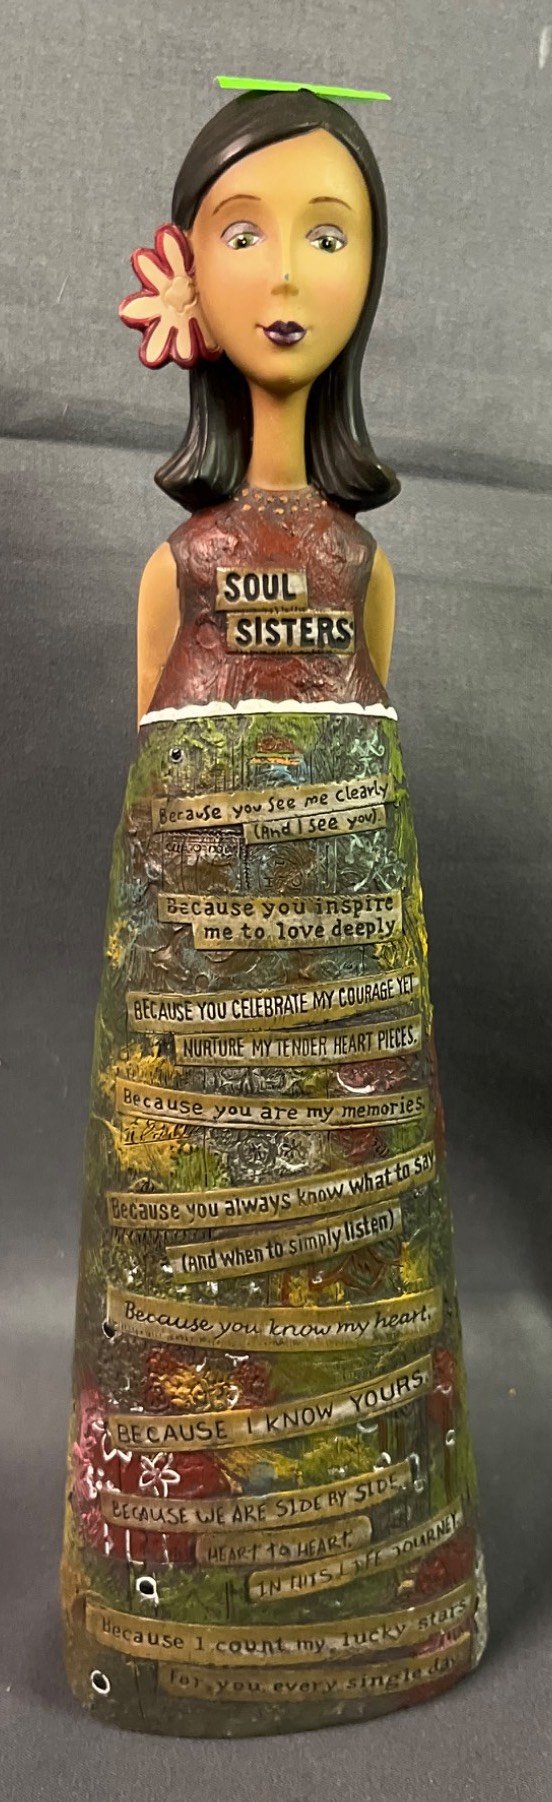 SOUL
SISTERS
Because you see me clearly
(And I see you).
Because you inspire
me to love deeply
BECAUSE YOU CELEBRATE MY COURAGE YET
NURTURE MY TENDER HEART PIECES.
Because you are my memories.
Because you always know what to say
(And when to simply listen)
Because you know my heart.
BECAUSE I KNOW YOURS.
BECAUSE WE ARE SIDE BY SIDE,
HEART to HEART.
IN THIS LIFE JOURNEY.
Because I count my lucky stars
for you every single day